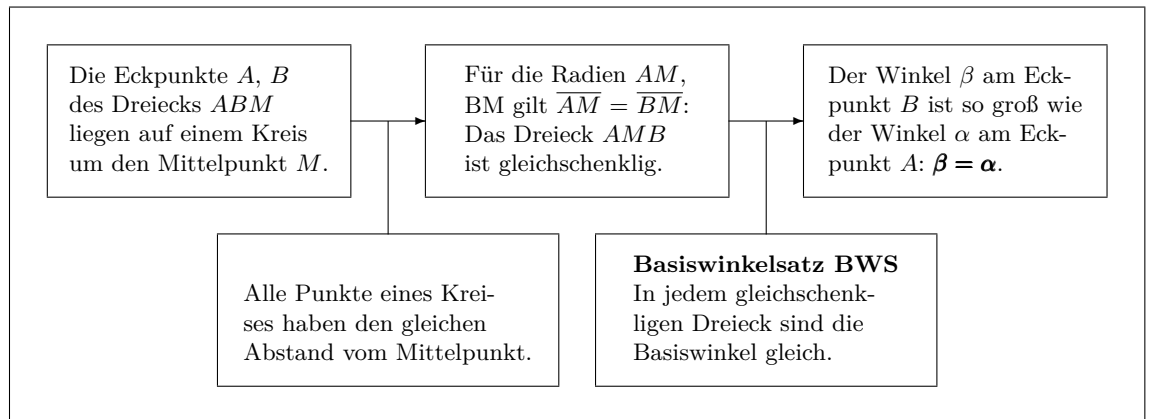 Die Eckpunkte A, B
des Dreiecks ABM
liegen auf einem Kreis
um den Mittelpunkt M.
Für die Radien AM,
BM gilt A̅M̅ = B̅M̅:
Das Dreieck AMB
ist gleichschenklig.
Der Winkel β am Eck-
punkt B ist so groß wie
der Winkel α am Eck-
punkt A: β = α.
Alle Punkte eines Krei-
ses haben den gleichen
Abstand vom Mittelpunkt.
Basiswinkelsatz BWS
In jedem gleichschenk-
ligen Dreieck sind die
Basiswinkel gleich.